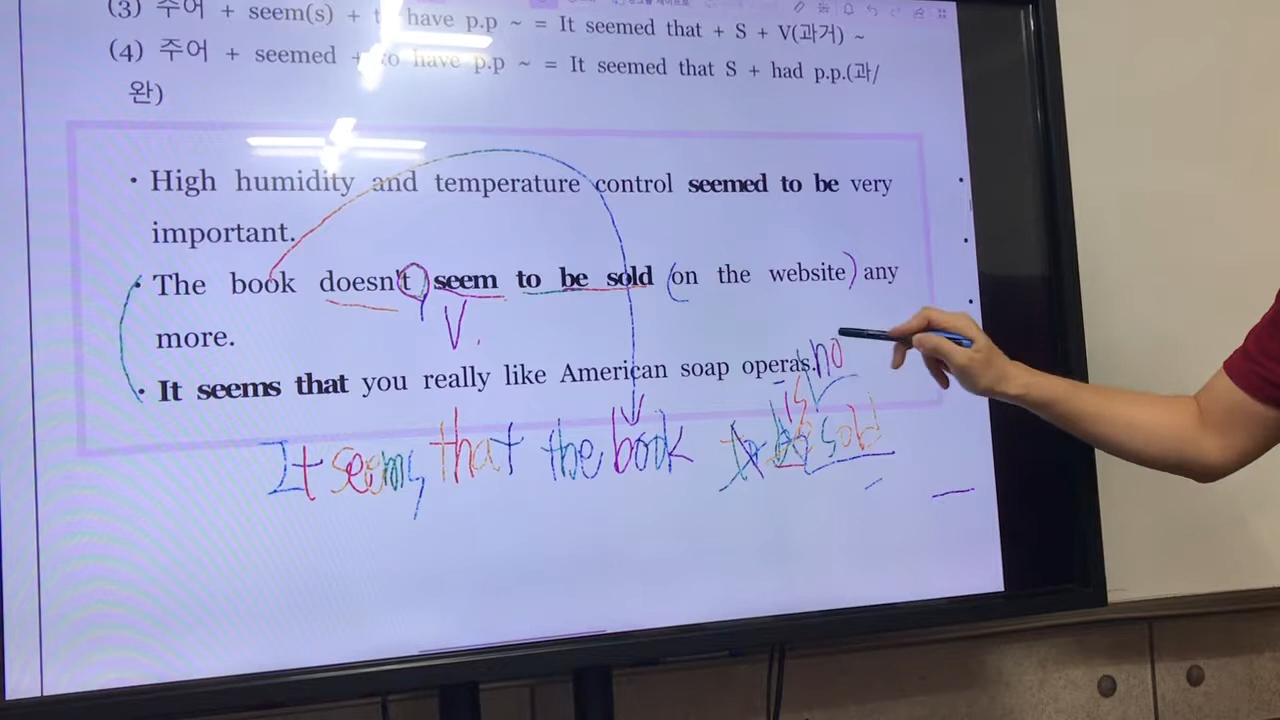 (3) 주어 + seem(s) + t have p.p ~ = It seemed that + S + V(과거) ~
(4) 주어 + seemed + to have p.p ~ = It seemed that S + had p.p.(과/
완)
· High humidity and temperature control seemed to be very
important.
· The book doesn't seem to be sold (on the website) any
more.
V.
· It seems that you really like American soap operas.
no
is
It seems that the book to be sold